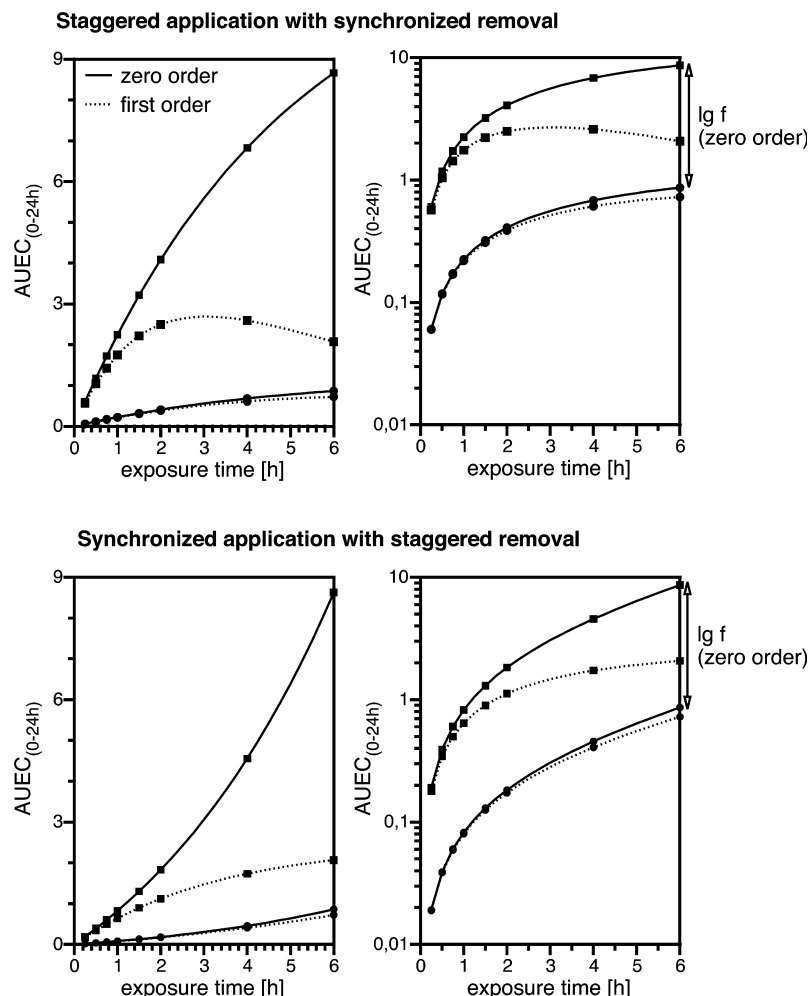 Staggered application with synchronized removal
9
6
3
0
AUEC(0-24h)
zero order
first order
0 1 2 3 4 5 6
exposure time [h]
10
1
0,1
0,01
AUEC(0-24h)
0 1 2 3 4 5 6
exposure time [h]
lg f
(zero order)
Synchronized application with staggered removal
9
6
3
0
AUEC(0-24h)
0 1 2 3 4 5 6
exposure time [h]
10
1
0,1
0,01
AUEC(0-24h)
0 1 2 3 4 5 6
exposure time [h]
lg f
(zero order)